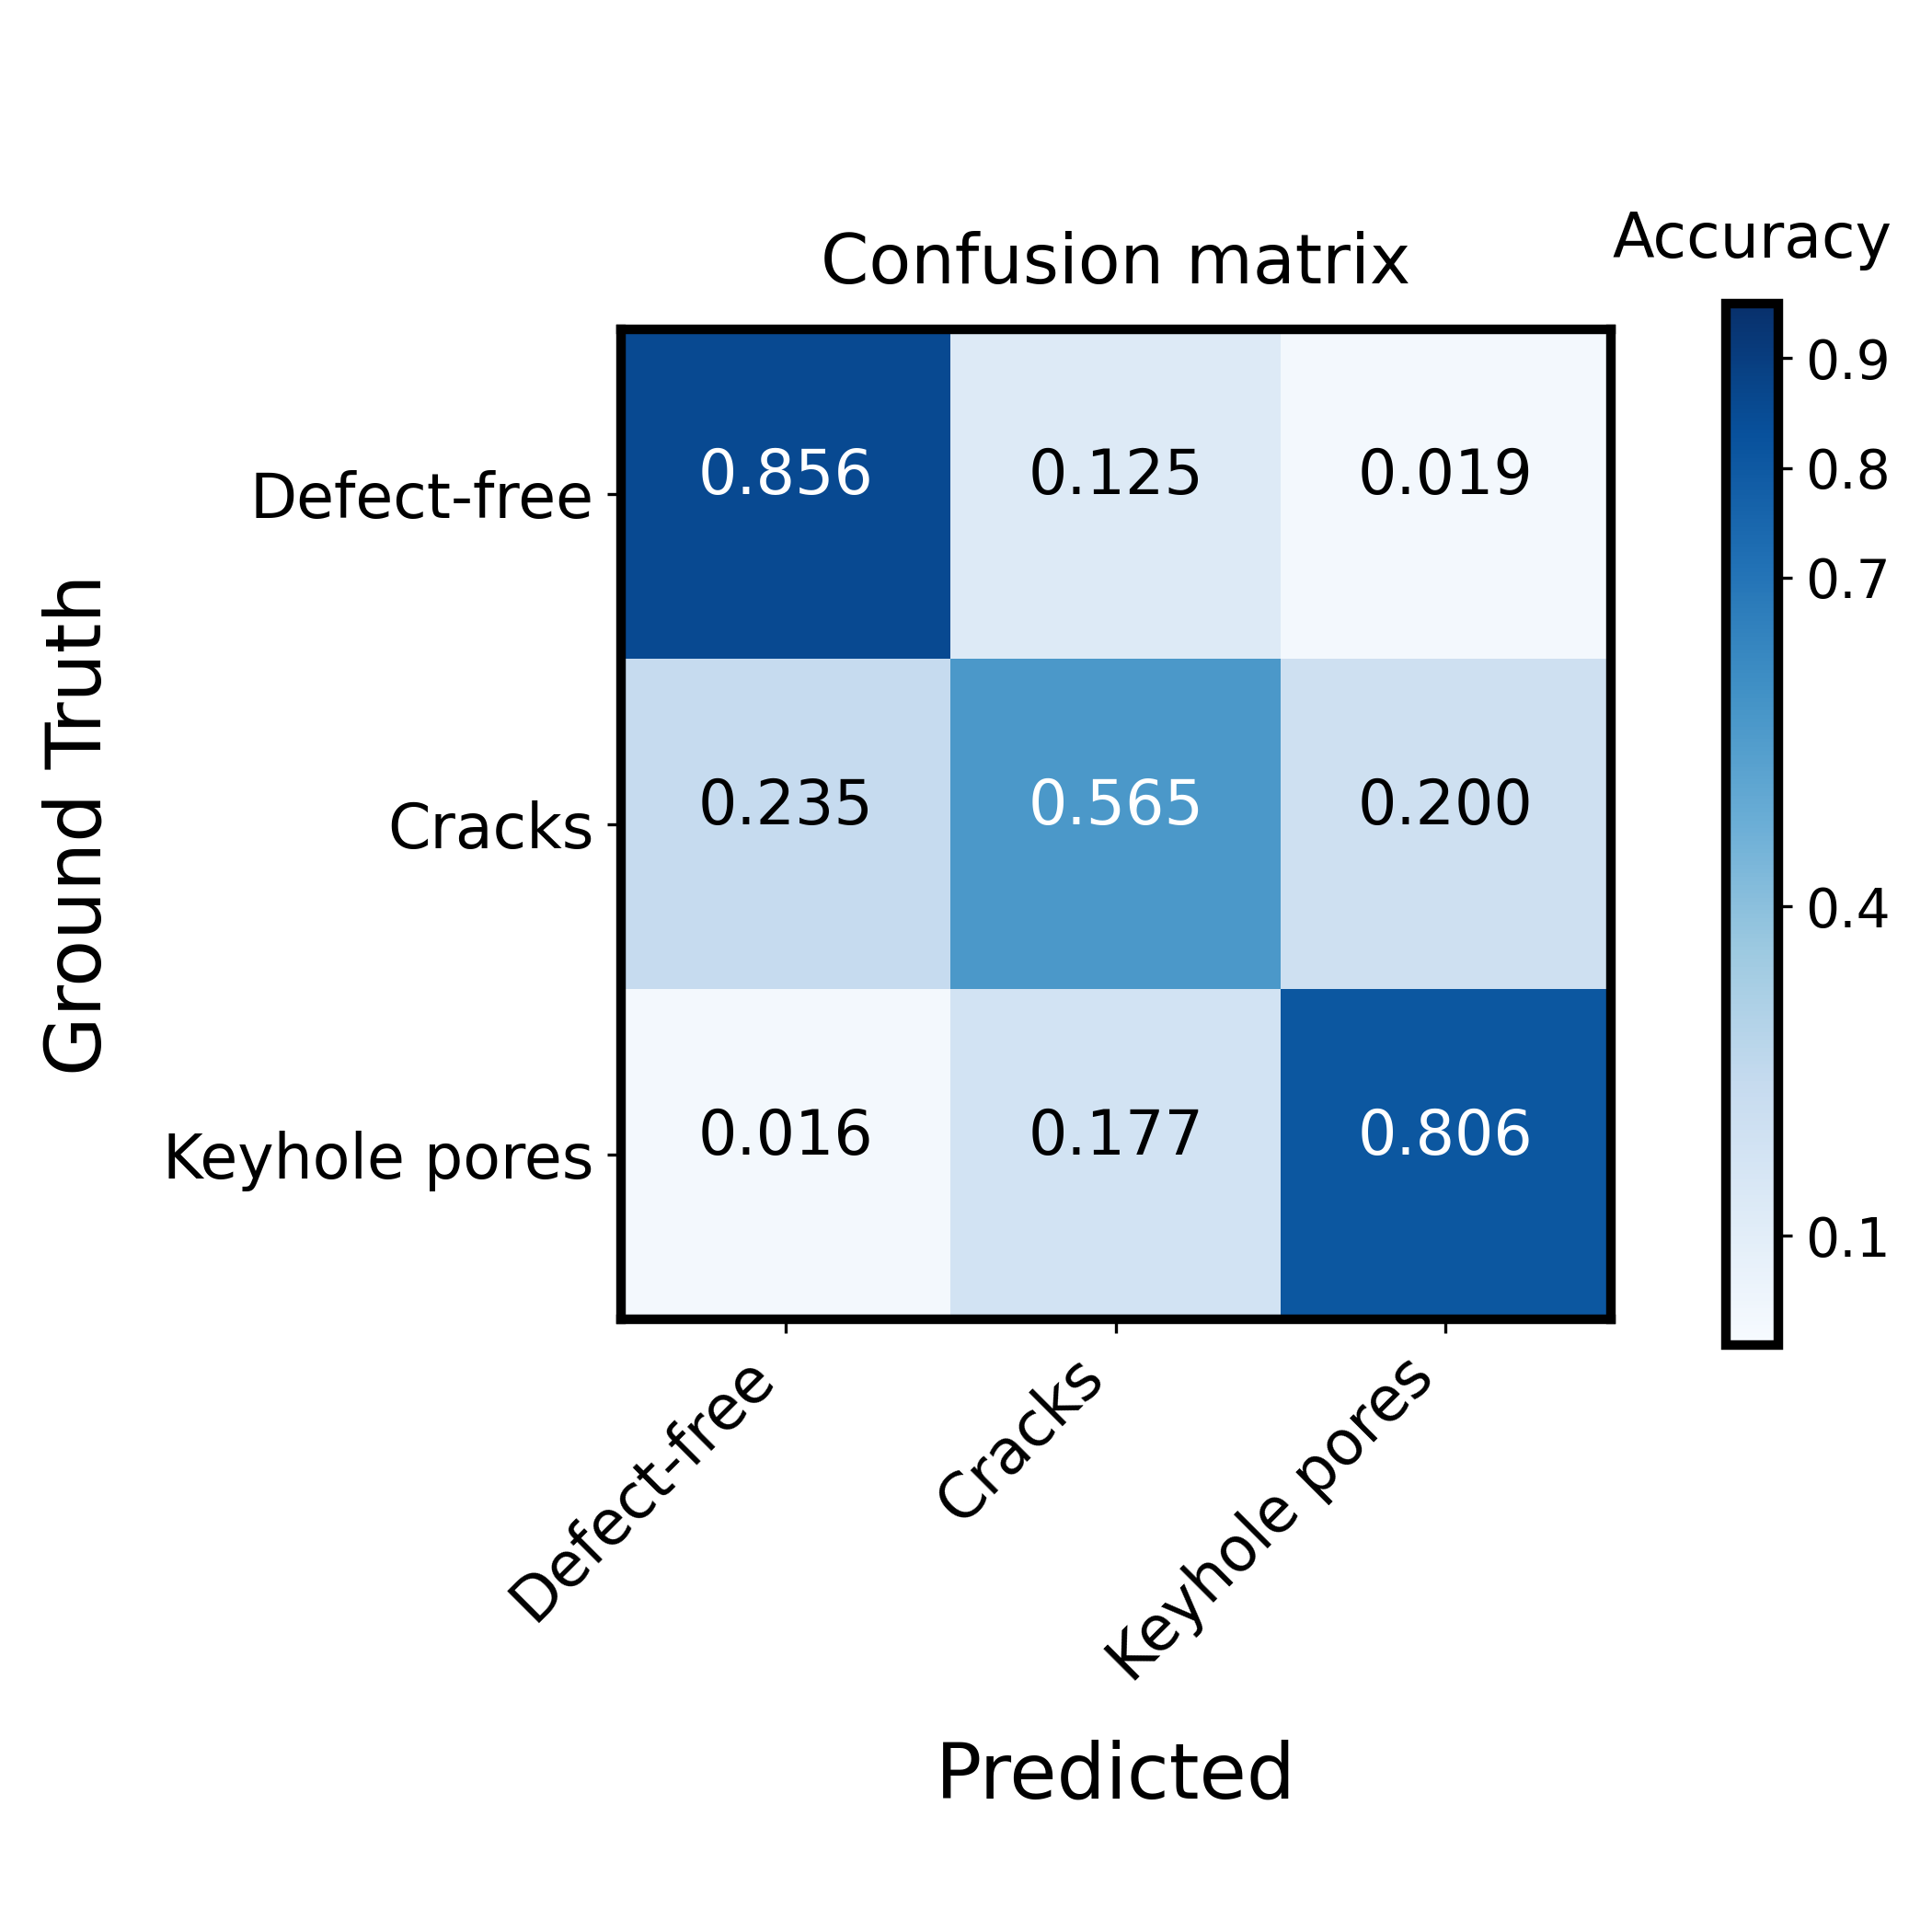 Accuracy
Confusion matrix
0.9
0.8
0.7
0.4
0.1
Ground Truth
Defect-free
0.856 0.125 0.019
Cracks
0.235 0.565 0.200
Keyhole pores
0.016 0.177 0.806
Defect-free
Cracks
Keyhole pores
Predicted